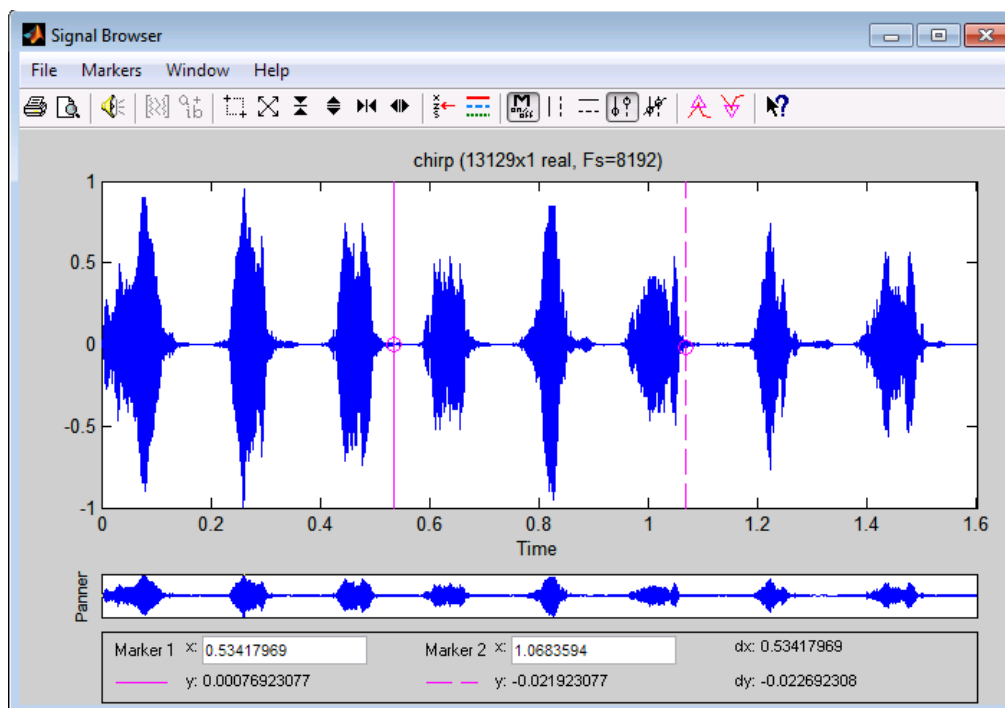 Signal Browser
File Markers Window Help
M
on/off
chirp (13129x1 real, Fs=8192)
1
0.5
0
-0.5
-1
0 0.2 0.4 0.6 0.8 1 1.2 1.4 1.6
Time
Panner
Marker 1 x: 0.53417969 Marker 2 x: 1.0683594 dx: 0.53417969
y: 0.00076923077 y: -0.021923077 dy: -0.022692308